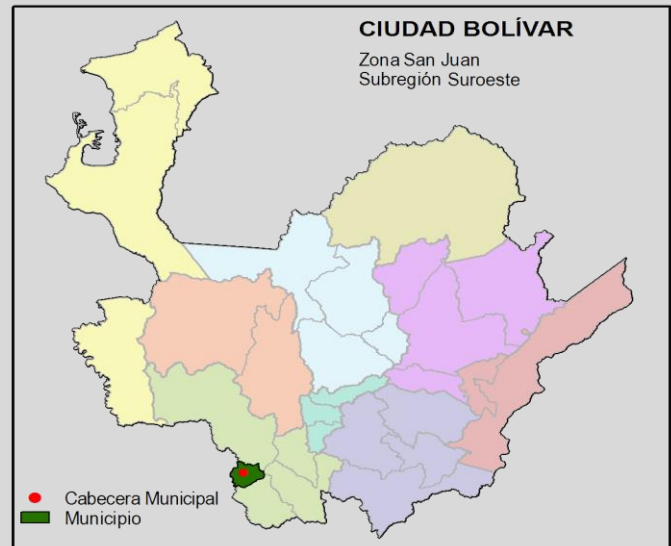 CIUDAD BOLÍVAR
Zona San Juan
Subregión Suroeste
Cabecera Municipal
Municipio